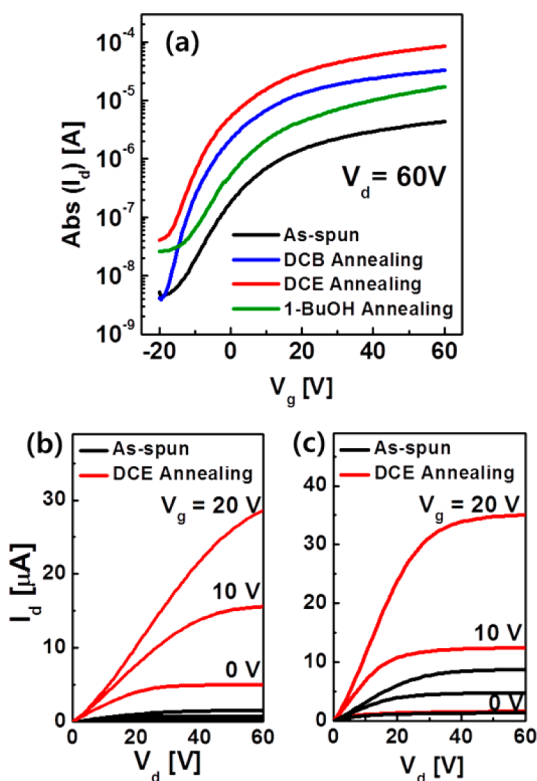 (a)
Abs (I_d) [A]
10^-4
10^-5
10^-6
10^-7
10^-8
10^-9
V_d = 60V
As-spun
DCB Annealing
DCE Annealing
1-BuOH Annealing
-20 0 20 40 60
V_g [V]
(b)
As-spun
DCE Annealing
V_g = 20 V
10 V
0 V
I_d [μA]
30
20
10
0
0 20 40 60
V_d [V]
(c)
As-spun
DCE Annealing
V_g = 20 V
10 V
0 V
45
30
15
0
0 20 40 60
V_d [V]